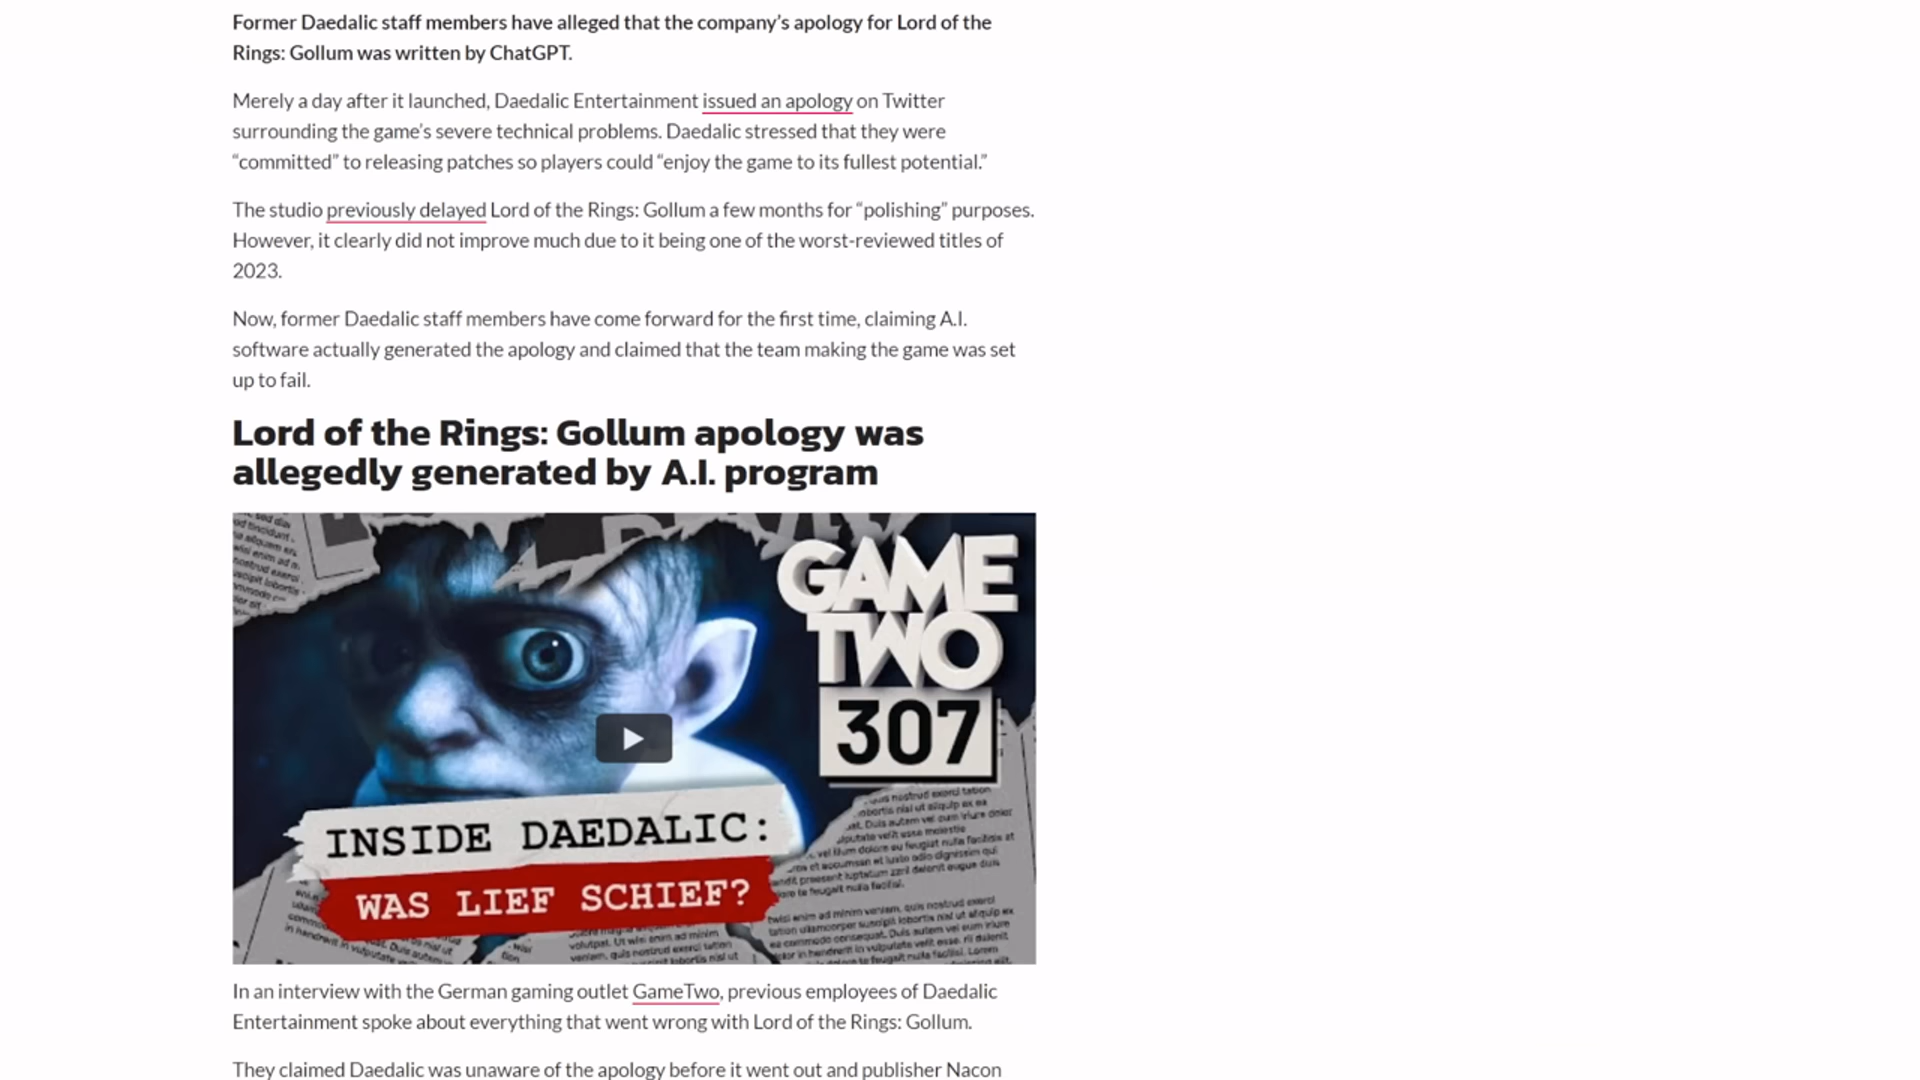 Former Daedalic staff members have alleged that the company’s apology for Lord of the
Rings: Gollum was written by ChatGPT.
Merely a day after it launched, Daedalic Entertainment issued an apology on Twitter
surrounding the game’s severe technical problems. Daedalic stressed that they were
“committed” to releasing patches so players could “enjoy the game to its fullest potential.”
The studio previously delayed Lord of the Rings: Gollum a few months for “polishing” purposes.
However, it clearly did not improve much due to it being one of the worst-reviewed titles of
2023.
Now, former Daedalic staff members have come forward for the first time, claiming A.I.
software actually generated the apology and claimed that the team making the game was set
up to fail.
Lord of the Rings: Gollum apology was
allegedly generated by A.I. program
GAME
TWO
307
INSIDE DAEDALIC:
WAS LIEF SCHIEF?
In an interview with the German gaming outlet GameTwo, previous employees of Daedalic
Entertainment spoke about everything that went wrong with Lord of the Rings: Gollum.
They claimed Daedalic was unaware of the apology before it went out and publisher Nacon